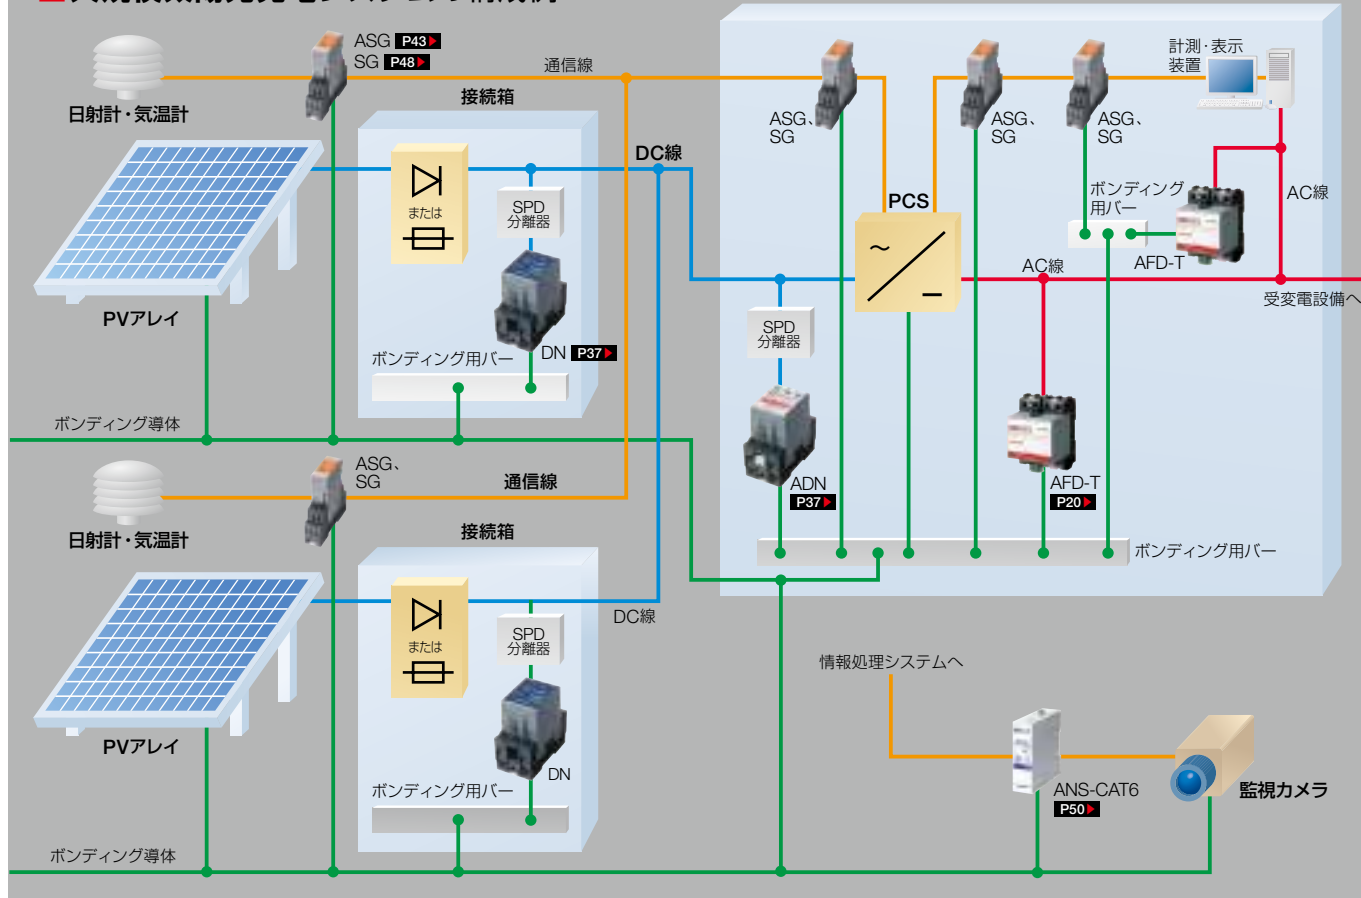 ASG P43
SG P48
通信線
日射計・気温計
接続箱
DC線
または
SPD
分離器
PVアレイ
DN P37
ボンディング用バー
ボンディング導体
ASG、
SG
ASG、
SG
ASG、
SG
計測・表示
装置
ボンディング
用バー
AC線
PCS
AFD-T
AC線
受変電設備へ
SPD
分離器
ADN
P37
AFD-T
P20
ボンディング用バー
ASG、
SG
通信線
日射計・気温計
接続箱
DC線
または
SPD
分離器
PVアレイ
DN
ボンディング用バー
ボンディング導体
情報処理システムへ
ANS-CAT6
P50
監視カメラ